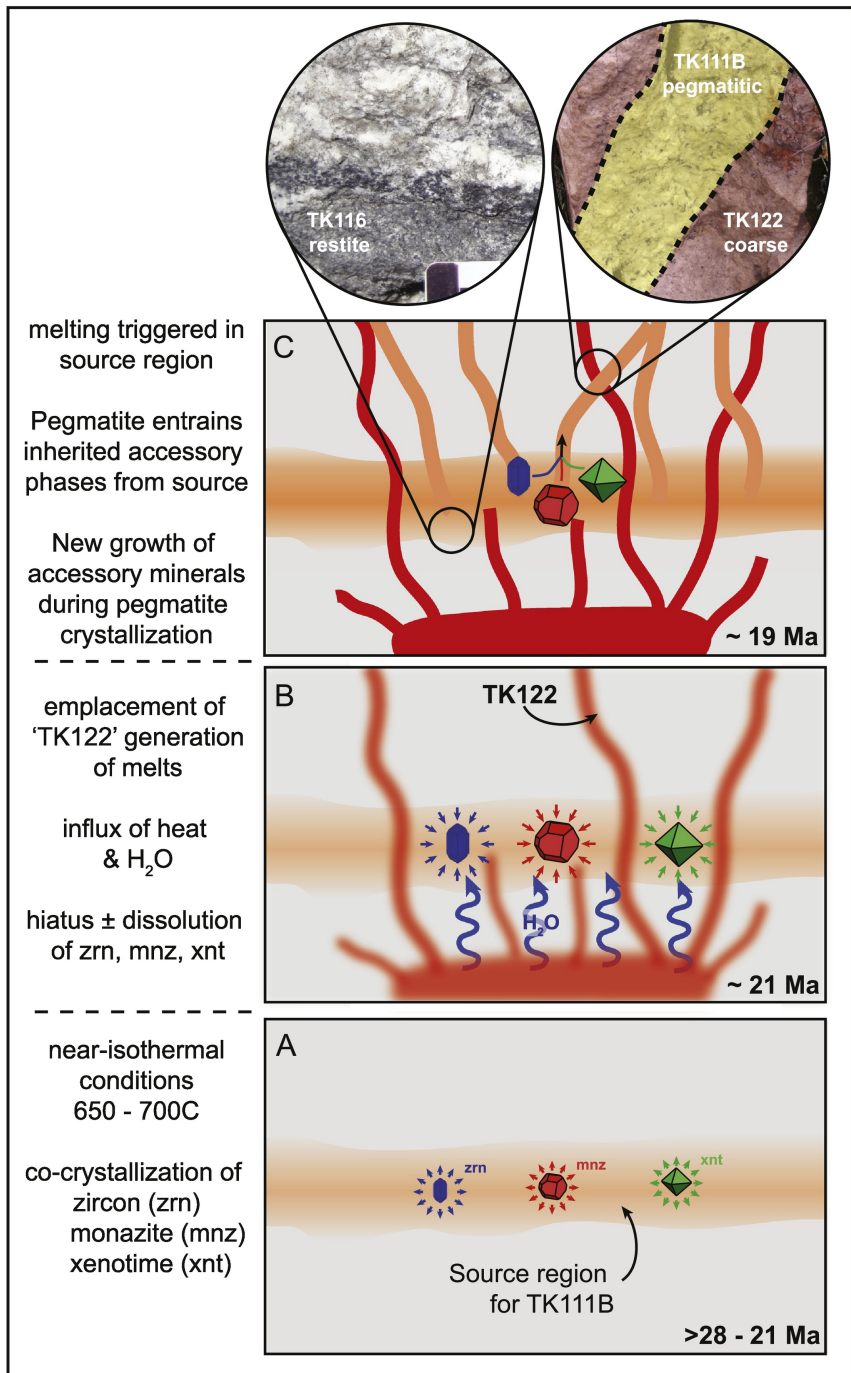 TK116
restite
TK111B
pegmatitic
TK122
coarse
melting triggered in
source region
Pegmatite entrains
inherited accessory
phases from source
New growth of
accessory minerals
during pegmatite
crystallization
C
~ 19 Ma
emplacement of
‘TK122’ generation
of melts
influx of heat
& H₂O
hiatus ± dissolution
of zrn, mnz, xnt
B
TK122
H₂O
~ 21 Ma
near-isothermal
conditions
650 - 700C
co-crystallization of
zircon (zrn)
monazite (mnz)
xenotime (xnt)
A
zrn
mnz
xnt
Source region
for TK111B
>28 - 21 Ma